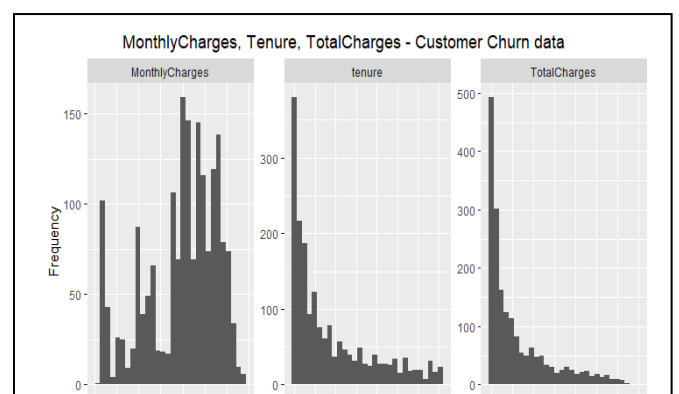 MonthlyCharges, Tenure, TotalCharges - Customer Churn data
MonthlyCharges
tenure
TotalCharges
Frequency
150
100
50
0
300
200
100
0
500
400
300
200
100
0